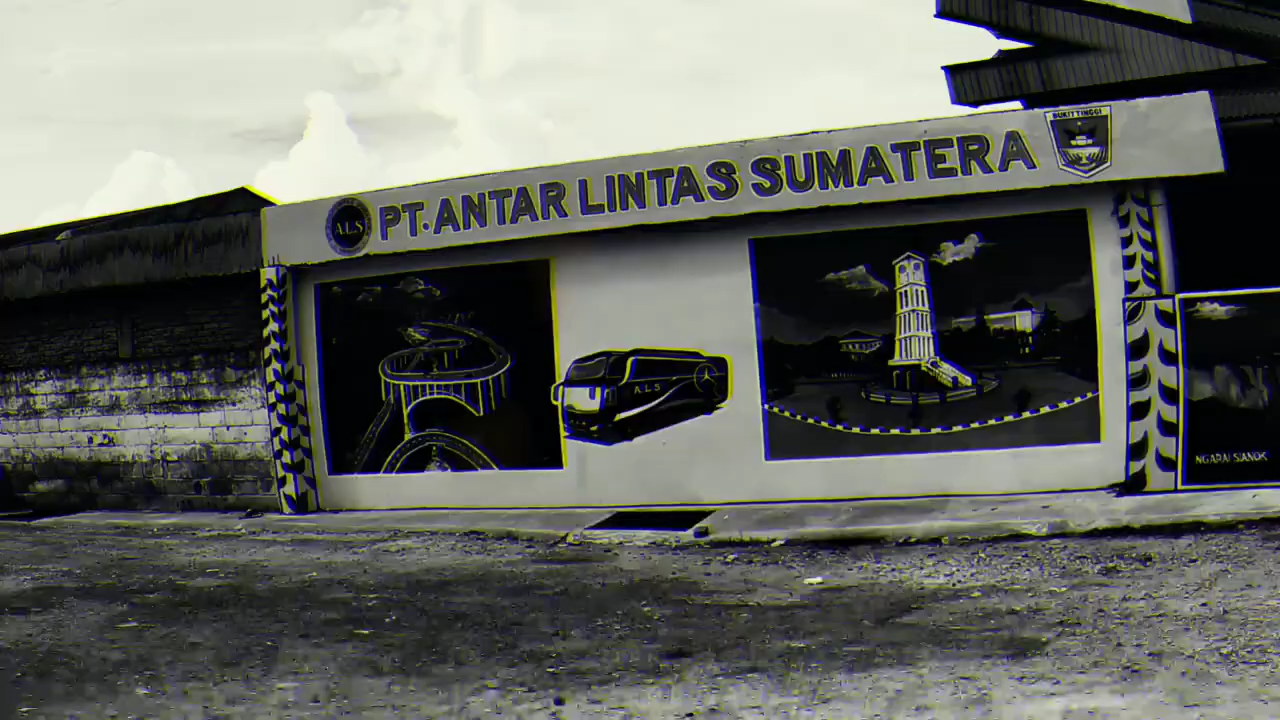 BUKITTINGGI
A.L.S
PT. ANTAR LINTAS SUMATERA
A.L.S
NGARAI SIANOK